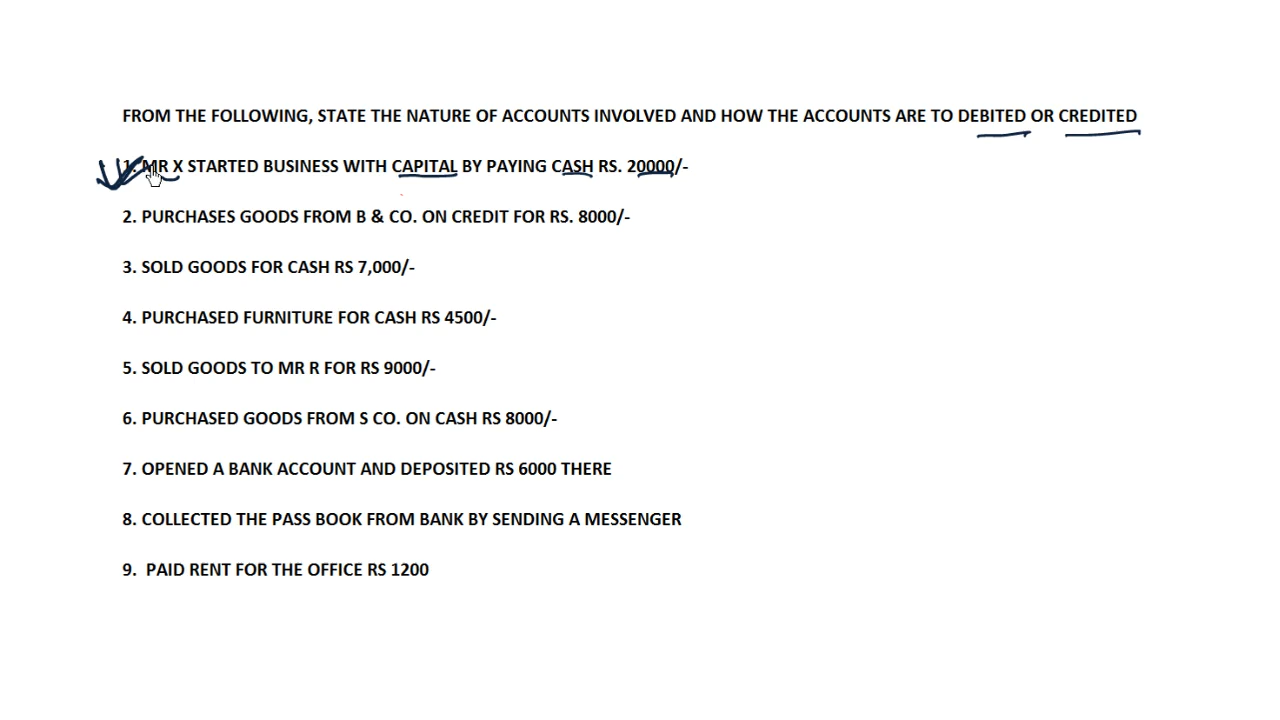 FROM THE FOLLOWING, STATE THE NATURE OF ACCOUNTS INVOLVED AND HOW THE ACCOUNTS ARE TO DEBITED OR CREDITED
1. MR X STARTED BUSINESS WITH CAPITAL BY PAYING CASH RS. 20000/-
2. PURCHASES GOODS FROM B & CO. ON CREDIT FOR RS. 8000/-
3. SOLD GOODS FOR CASH RS 7,000/-
4. PURCHASED FURNITURE FOR CASH RS 4500/-
5. SOLD GOODS TO MR R FOR RS 9000/-
6. PURCHASED GOODS FROM S CO. ON CASH RS 8000/-
7. OPENED A BANK ACCOUNT AND DEPOSITED RS 6000 THERE
8. COLLECTED THE PASS BOOK FROM BANK BY SENDING A MESSENGER
9. PAID RENT FOR THE OFFICE RS 1200